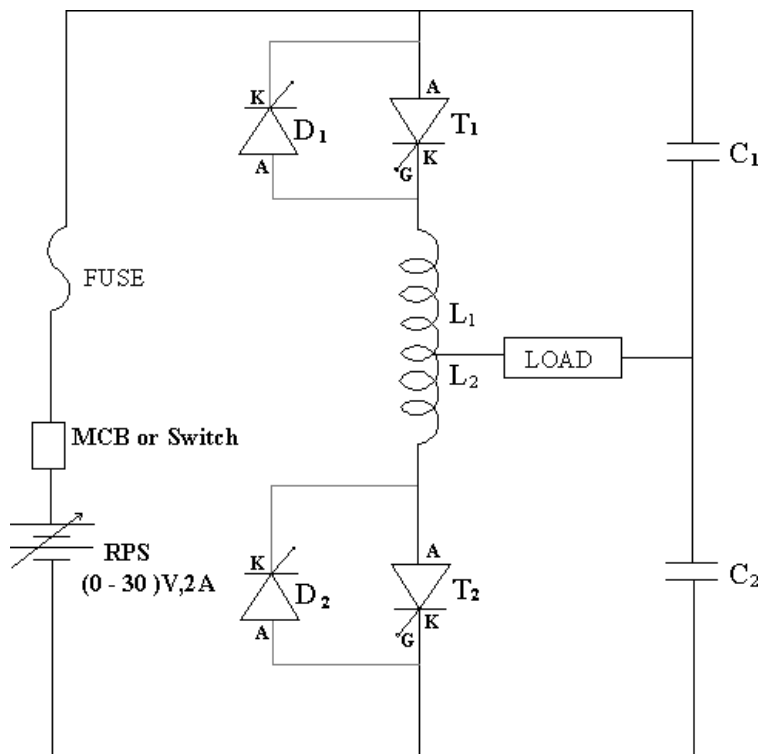 A
K
D1
T1
A
K
G
C1
FUSE
L1
LOAD
L2
MCB or Switch
RPS
(0 - 30 )V,2A
A
K
D2
T2
A
K
G
C2